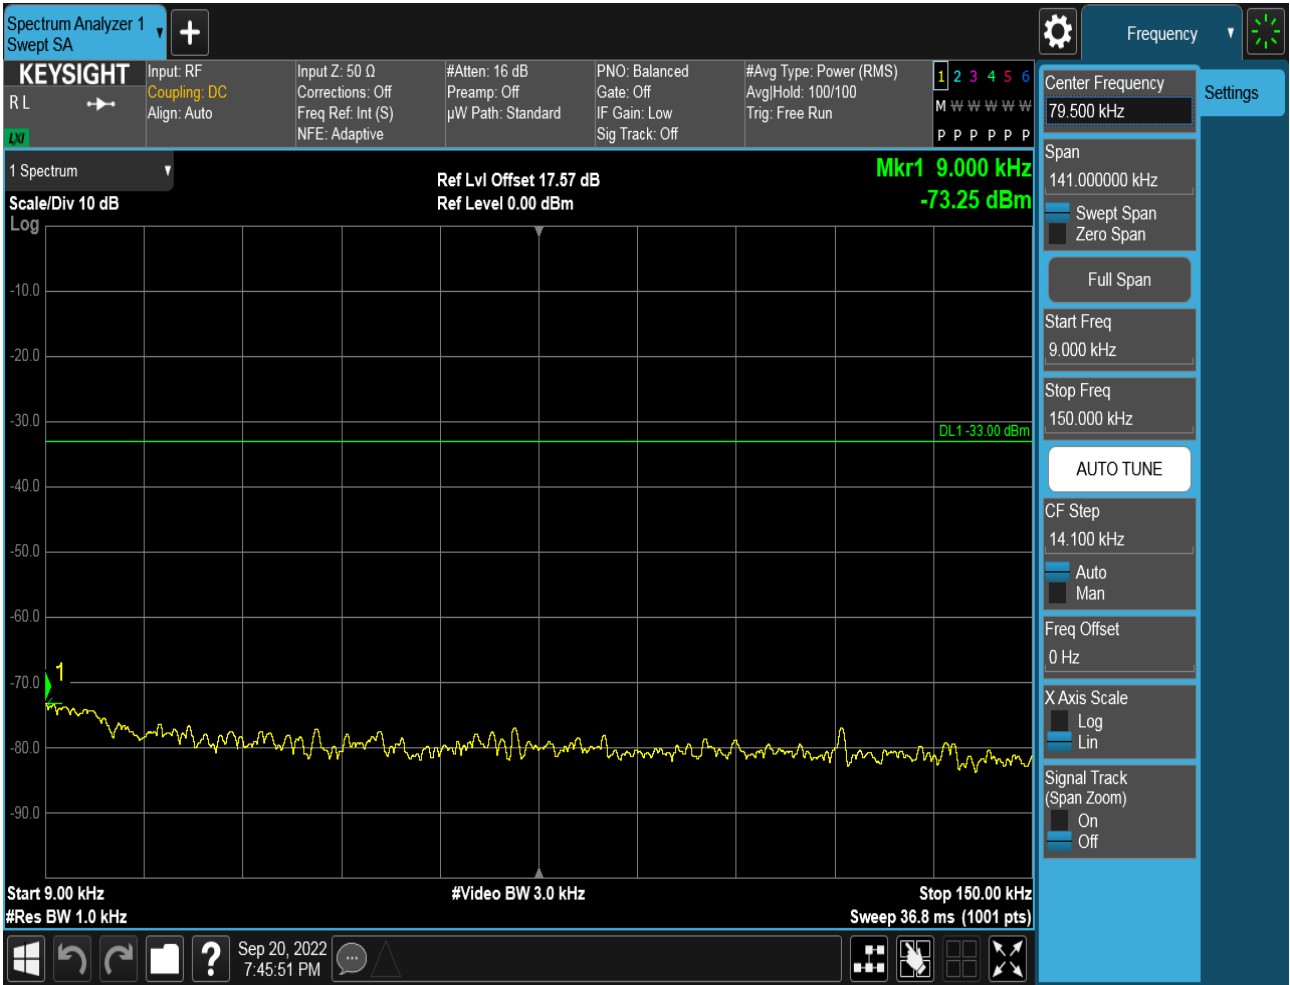 Spectrum Analyzer 1
Swept SA
Frequency
KEYSIGHT
R L
LXI
Input: RF
Coupling: DC
Align: Auto
Input Z: 50 Ω
Corrections: Off
Freq Ref: Int (S)
NFE: Adaptive
#Atten: 16 dB
Preamp: Off
µW Path: Standard
PNO: Balanced
Gate: Off
IF Gain: Low
Sig Track: Off
#Avg Type: Power (RMS)
Avg|Hold: 100/100
Trig: Free Run
1 2 3 4 5 6
M W W W W W
P P P P P P
1 Spectrum
Scale/Div 10 dB
Log
Ref Lvl Offset 17.57 dB
Ref Level 0.00 dBm
Mkr1 9.000 kHz
-73.25 dBm
-10.0
-20.0
-30.0
DL1 -33.00 dBm
-40.0
-50.0
-60.0
1
-70.0
-80.0
-90.0
Start 9.00 kHz
#Res BW 1.0 kHz
#Video BW 3.0 kHz
Stop 150.00 kHz
Sweep 36.8 ms (1001 pts)
Center Frequency
79.500 kHz
Settings
Span
141.000000 kHz
Swept Span
Zero Span
Full Span
Start Freq
9.000 kHz
Stop Freq
150.000 kHz
AUTO TUNE
CF Step
14.100 kHz
Auto
Man
Freq Offset
0 Hz
X Axis Scale
Log
Lin
Signal Track
(Span Zoom)
On
Off
?
Sep 20, 2022
7:45:51 PM